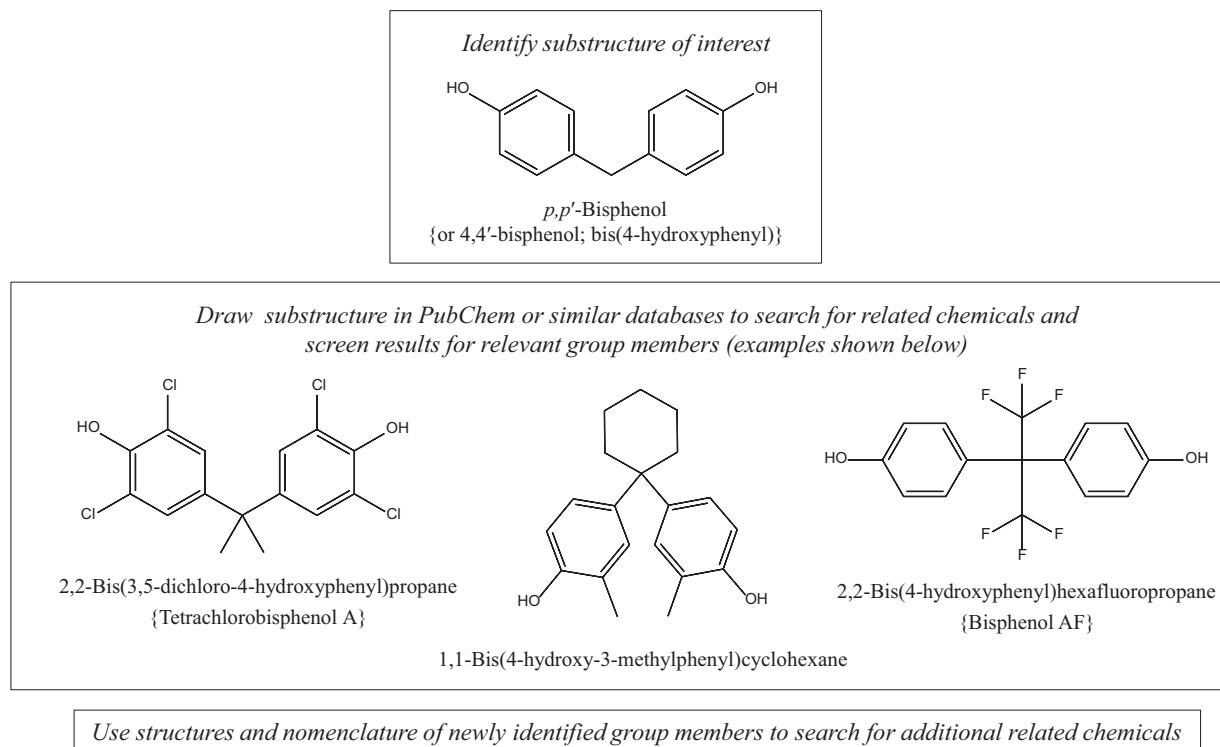 Identify substructure of interest
HO
OH
p,p′-Bisphenol
{or 4,4′-bisphenol; bis(4-hydroxyphenyl)}
Draw substructure in PubChem or similar databases to search for related chemicals and
screen results for relevant group members (examples shown below)
Cl
Cl
HO
OH
Cl
Cl
2,2-Bis(3,5-dichloro-4-hydroxyphenyl)propane
{Tetrachlorobisphenol A}
HO
OH
1,1-Bis(4-hydroxy-3-methylphenyl)cyclohexane
F
F
F
HO
OH
F
F
F
2,2-Bis(4-hydroxyphenyl)hexafluoropropane
{Bisphenol AF}
Use structures and nomenclature of newly identified group members to search for additional related chemicals